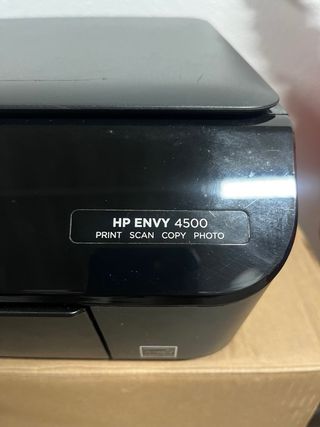 HP ENVY 4500
PRINT SCAN COPY PHOTO